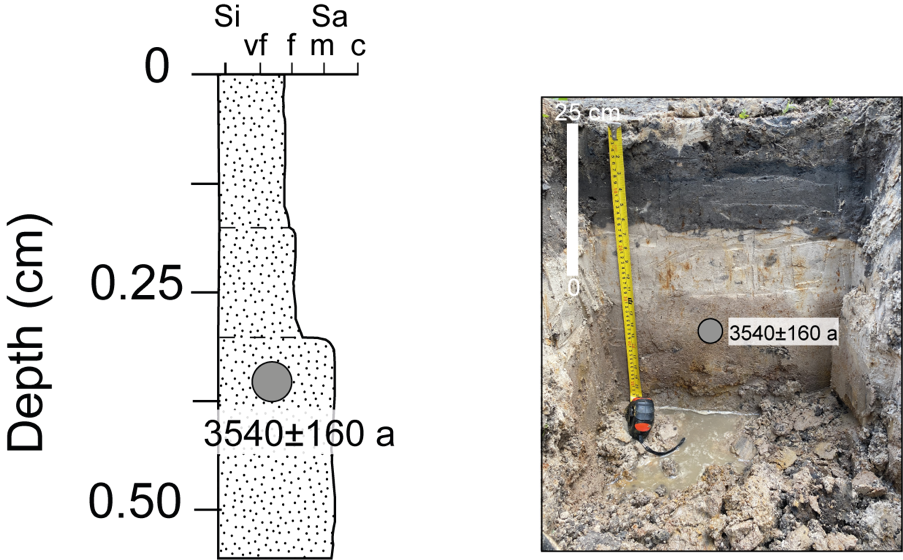 Si Sa
vf f m c
0
0.25
0.50
Depth (cm)
3540±160 a
25 cm
0
3540±160 a